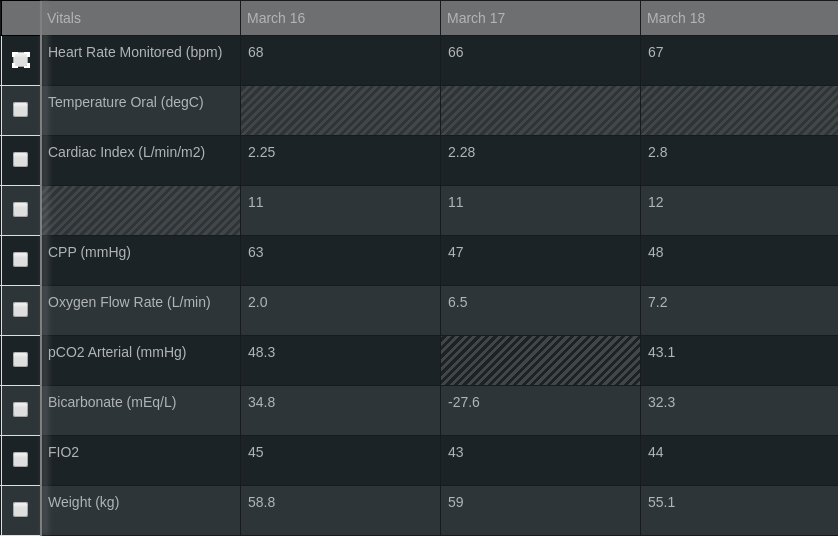 Vitals March 16 March 17 March 18
Heart Rate Monitored (bpm) 68 66 67
Temperature Oral (degC)
Cardiac Index (L/min/m2) 2.25 2.28 2.8
11 11 12
CPP (mmHg) 63 47 48
Oxygen Flow Rate (L/min) 2.0 6.5 7.2
pCO2 Arterial (mmHg) 48.3 43.1
Bicarbonate (mEq/L) 34.8 -27.6 32.3
FIO2 45 43 44
Weight (kg) 58.8 59 55.1